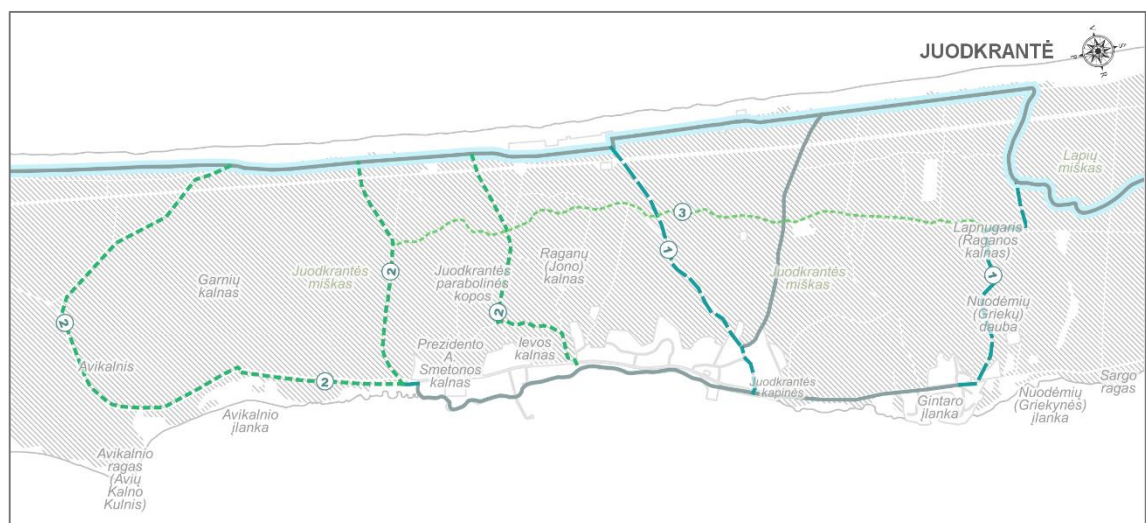 JUODKRANTĖ
V
Š
P
R
Lapių
miškas
3
Lapnugaris
(Raganos
kalnas)
Garnių
kalnas
Juodkrantės
miškas
2
Juodkrantės
parabolinės
kopos
Raganų
(Jono)
kalnas
1
Juodkrantės
miškas
1
Nuodėmių
(Griekų)
dauba
2
2
Avikalnis
Prezidento
A
Smetonos
kalnas
Ievos
kalnas
2
Juodkrantės
kapinės
Gintaro
įlanka
Nuodėmių
(Griekynės)
įlanka
Sargo
ragas
Avikalnio
įlanka
Avikalnio
ragas
(Avių
Kalno
Kulnis)